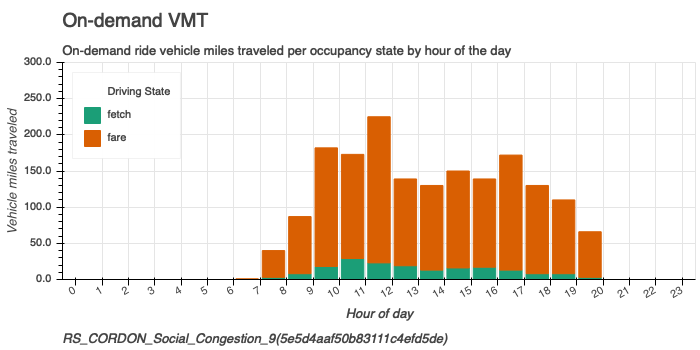 On-demand VMT
On-demand ride vehicle miles traveled per occupancy state by hour of the day
300.0
250.0
200.0
150.0
100.0
50.0
0.0
Vehicle miles traveled
Driving State
fetch
fare
0 1 2 3 4 5 6 7 8 9 10 11 12 13 14 15 16 17 18 19 20 21 22 23
Hour of day
RS_CORDON_Social_Congestion_9(5e5d4aaf50b83111c4efd5de)